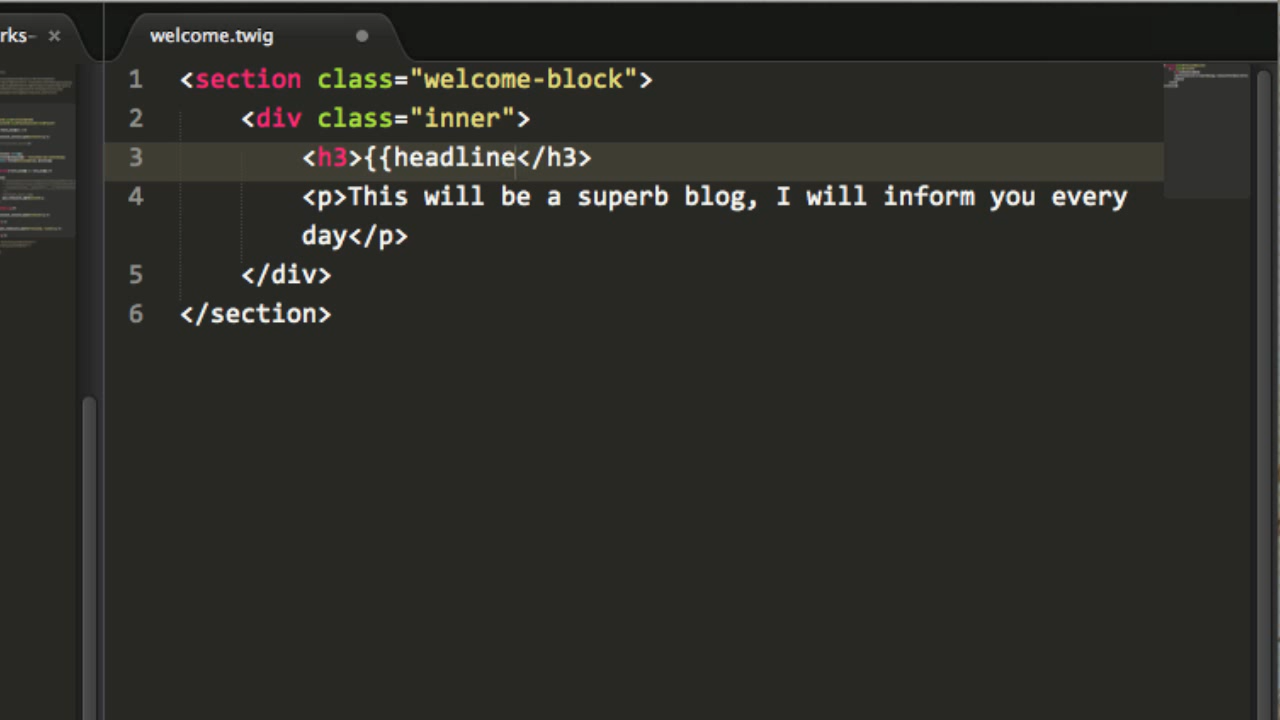 rks-
welcome.twig
1 <section class="welcome-block">
2 <div class="inner">
3 <h3>{{headline</h3>
4 <p>This will be a superb blog, I will inform you every
day</p>
5 </div>
6 </section>